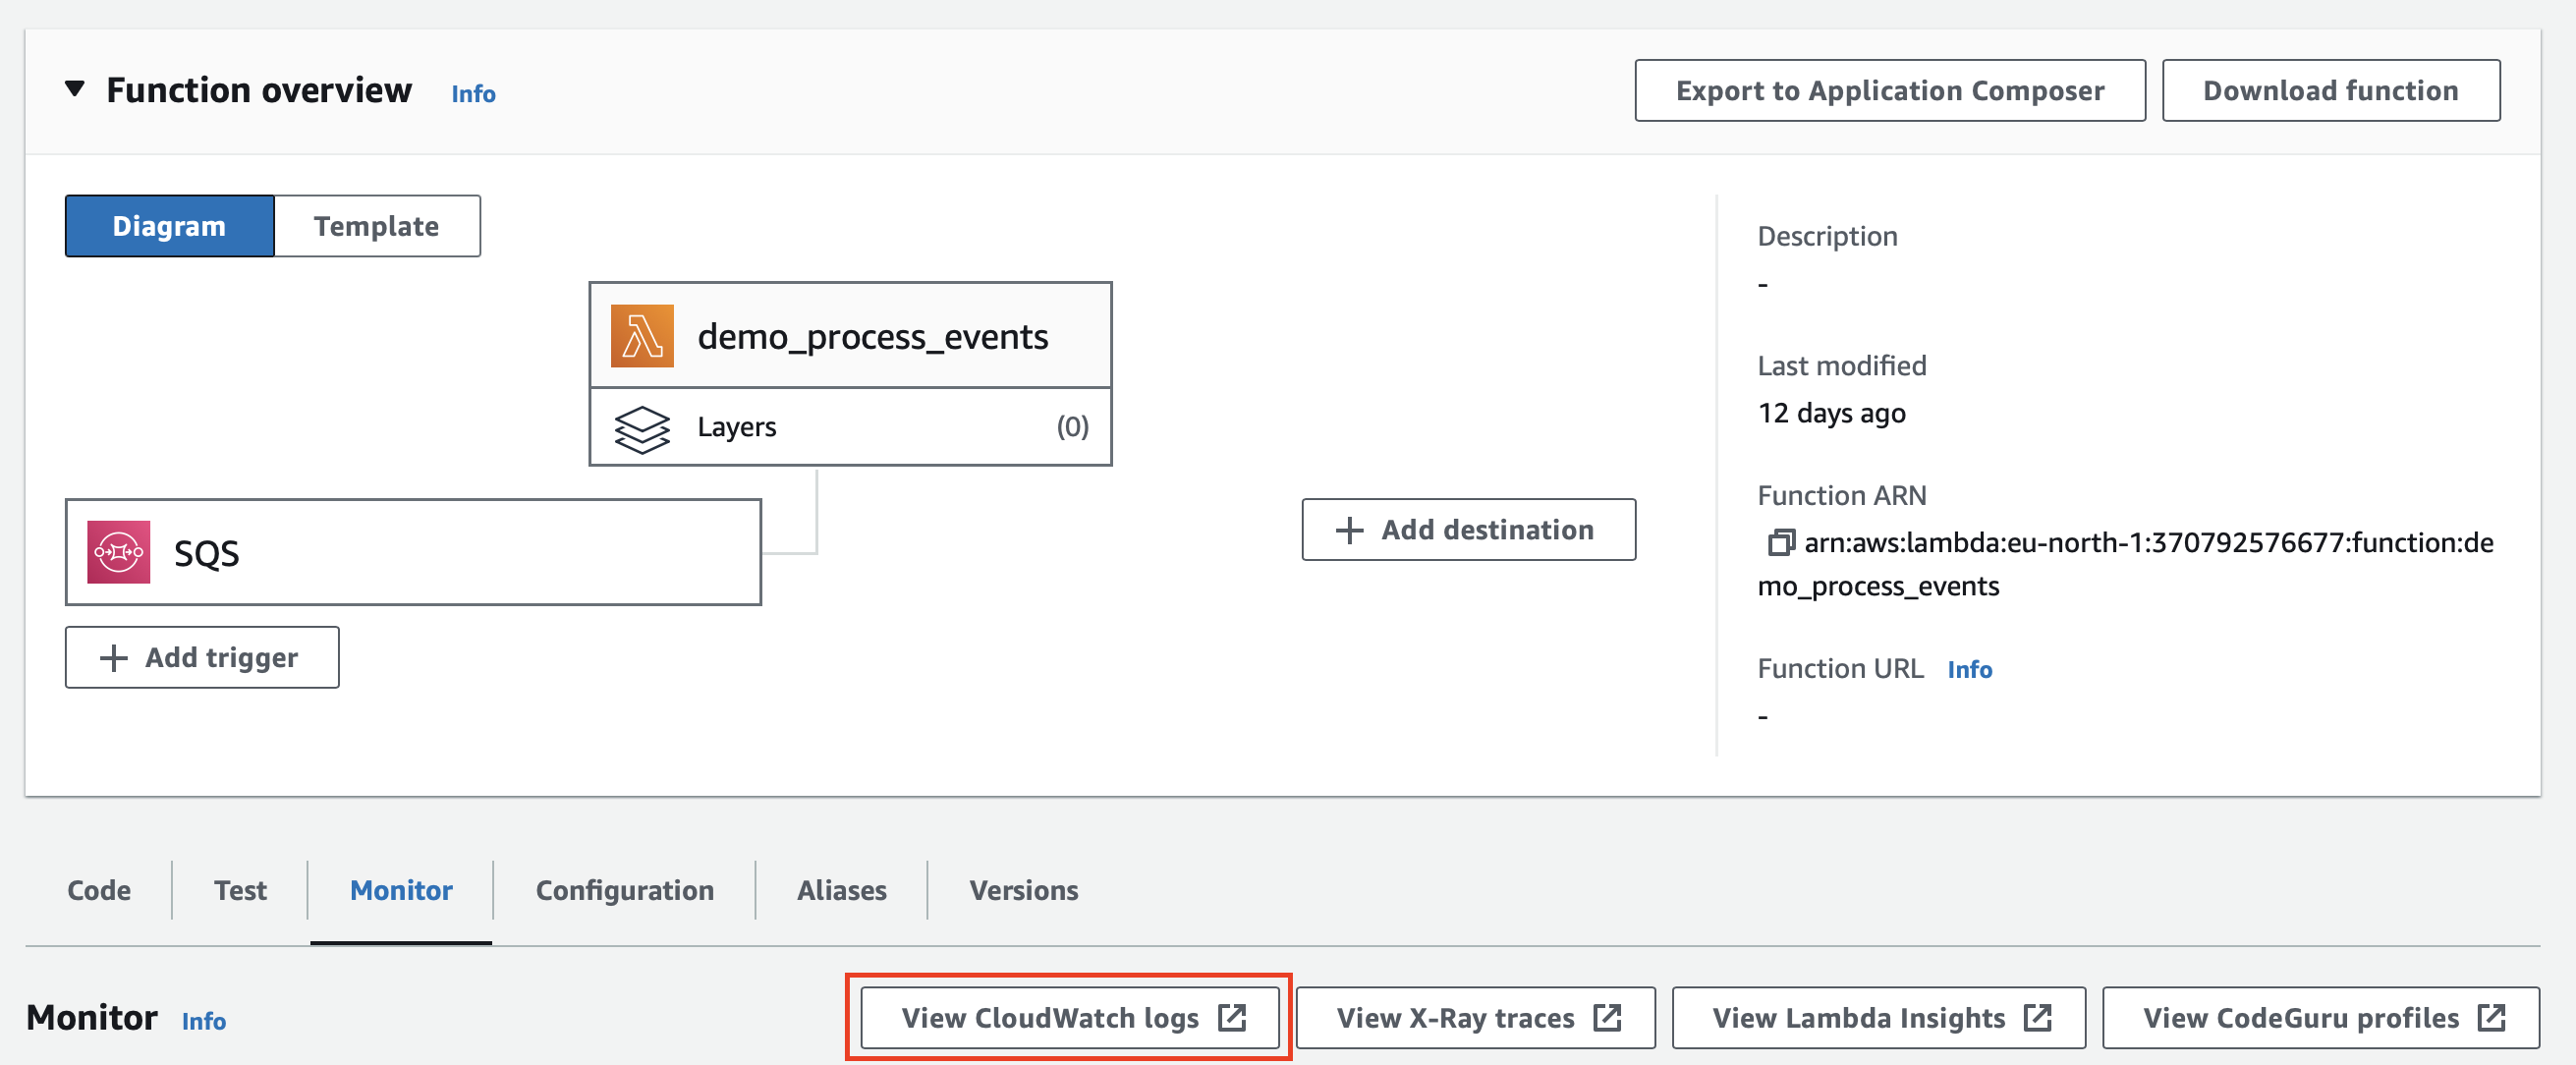 Function overview Info
Export to Application Composer
Download function
Diagram
Template
demo_process_events
Layers (0)
SQS
Add trigger
Add destination
Description
-
Last modified
12 days ago
Function ARN
arn:aws:lambda:eu-north-1:370792576677:function:de
mo_process_events
Function URL Info
-
Code
Test
Monitor
Configuration
Aliases
Versions
Monitor Info
View CloudWatch logs
View X-Ray traces
View Lambda Insights
View CodeGuru profiles